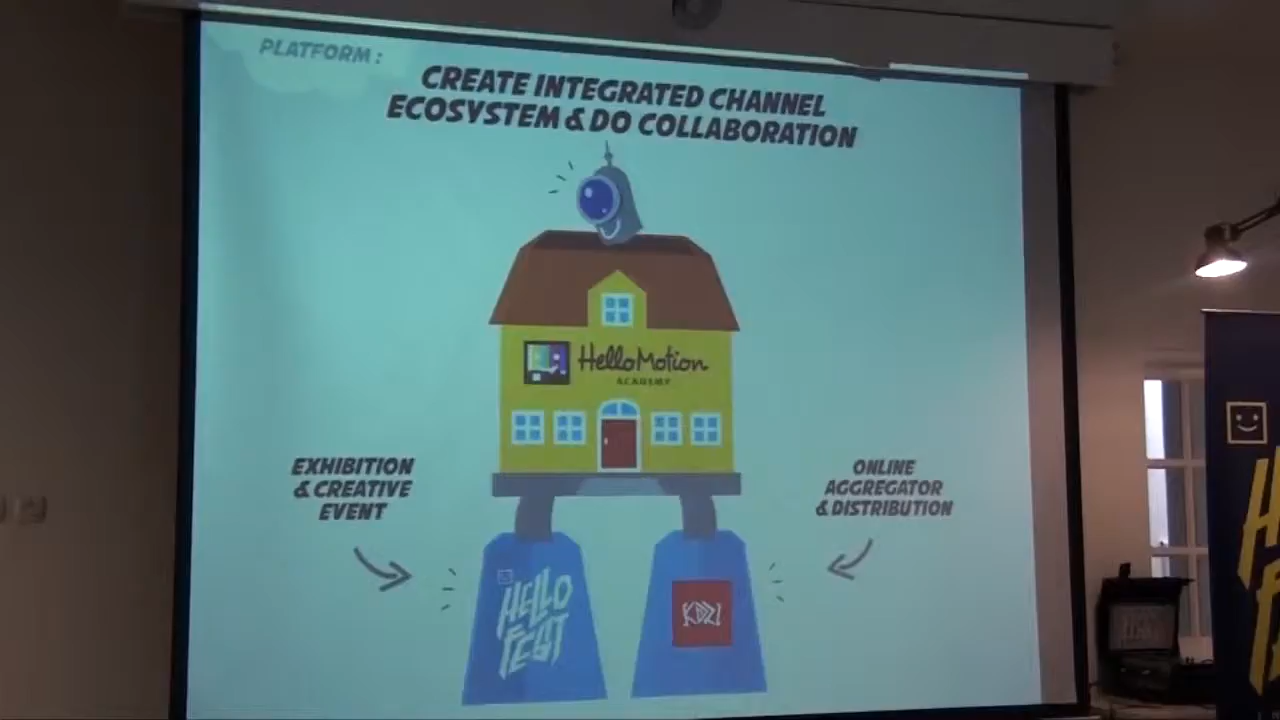 PLATFORM :
CREATE INTEGRATED CHANNEL
ECOSYSTEM & DO COLLABORATION
HelloMotion
ACADEMY
EXHIBITION
& CREATIVE
EVENT
ONLINE
AGGREGATOR
& DISTRIBUTION
HELLO
FEST